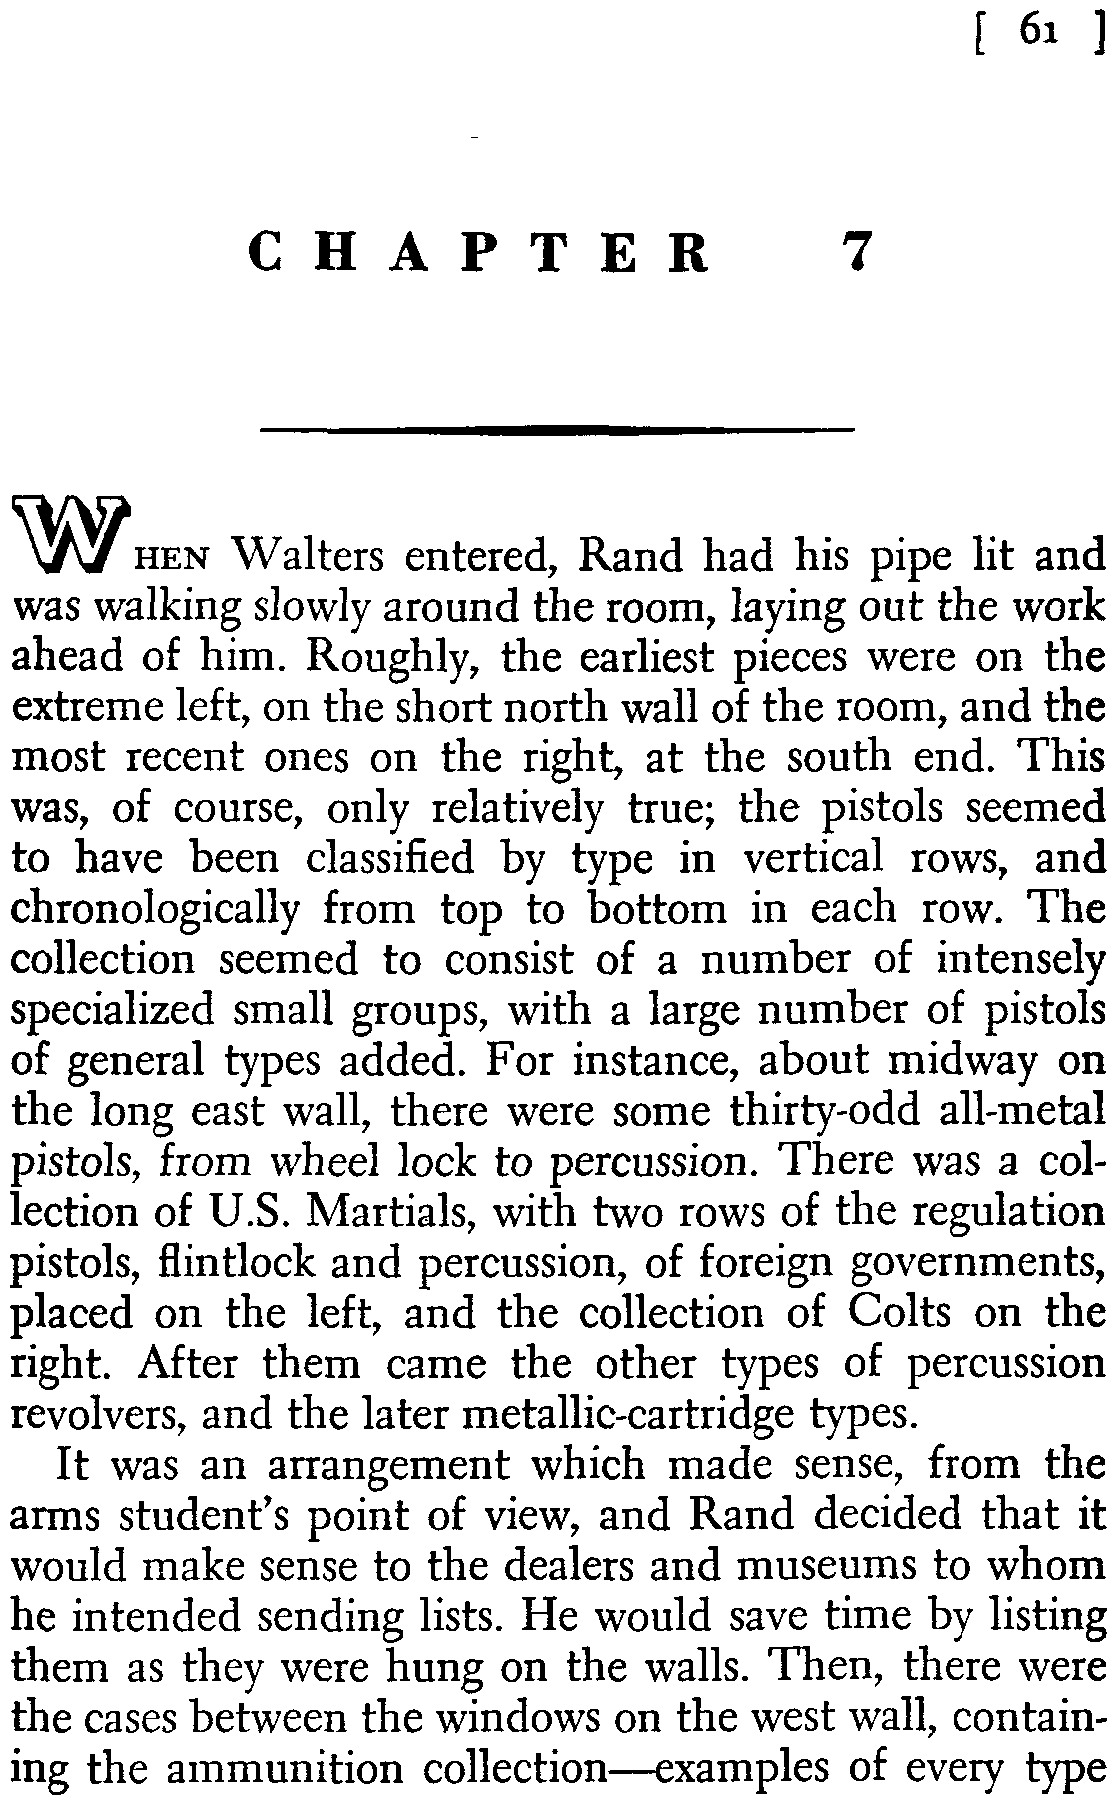 [ 61 ]
CHAPTER 7
WHEN Walters entered, Rand had his pipe lit and
was walking slowly around the room, laying out the work
ahead of him. Roughly, the earliest pieces were on the
extreme left, on the short north wall of the room, and the
most recent ones on the right, at the south end. This
was, of course, only relatively true; the pistols seemed
to have been classified by type in vertical rows, and
chronologically from top to bottom in each row. The
collection seemed to consist of a number of intensely
specialized small groups, with a large number of pistols
of general types added. For instance, about midway on
the long east wall, there were some thirty-odd all-metal
pistols, from wheel lock to percussion. There was a col-
lection of U.S. Martials, with two rows of the regulation
pistols, flintlock and percussion, of foreign governments,
placed on the left, and the collection of Colts on the
right. After them came the other types of percussion
revolvers, and the later metallic-cartridge types.
It was an arrangement which made sense, from the
arms student's point of view, and Rand decided that it
would make sense to the dealers and museums to whom
he intended sending lists. He would save time by listing
them as they were hung on the walls. Then, there were
the cases between the windows on the west wall, contain-
ing the ammunition collection—examples of every type